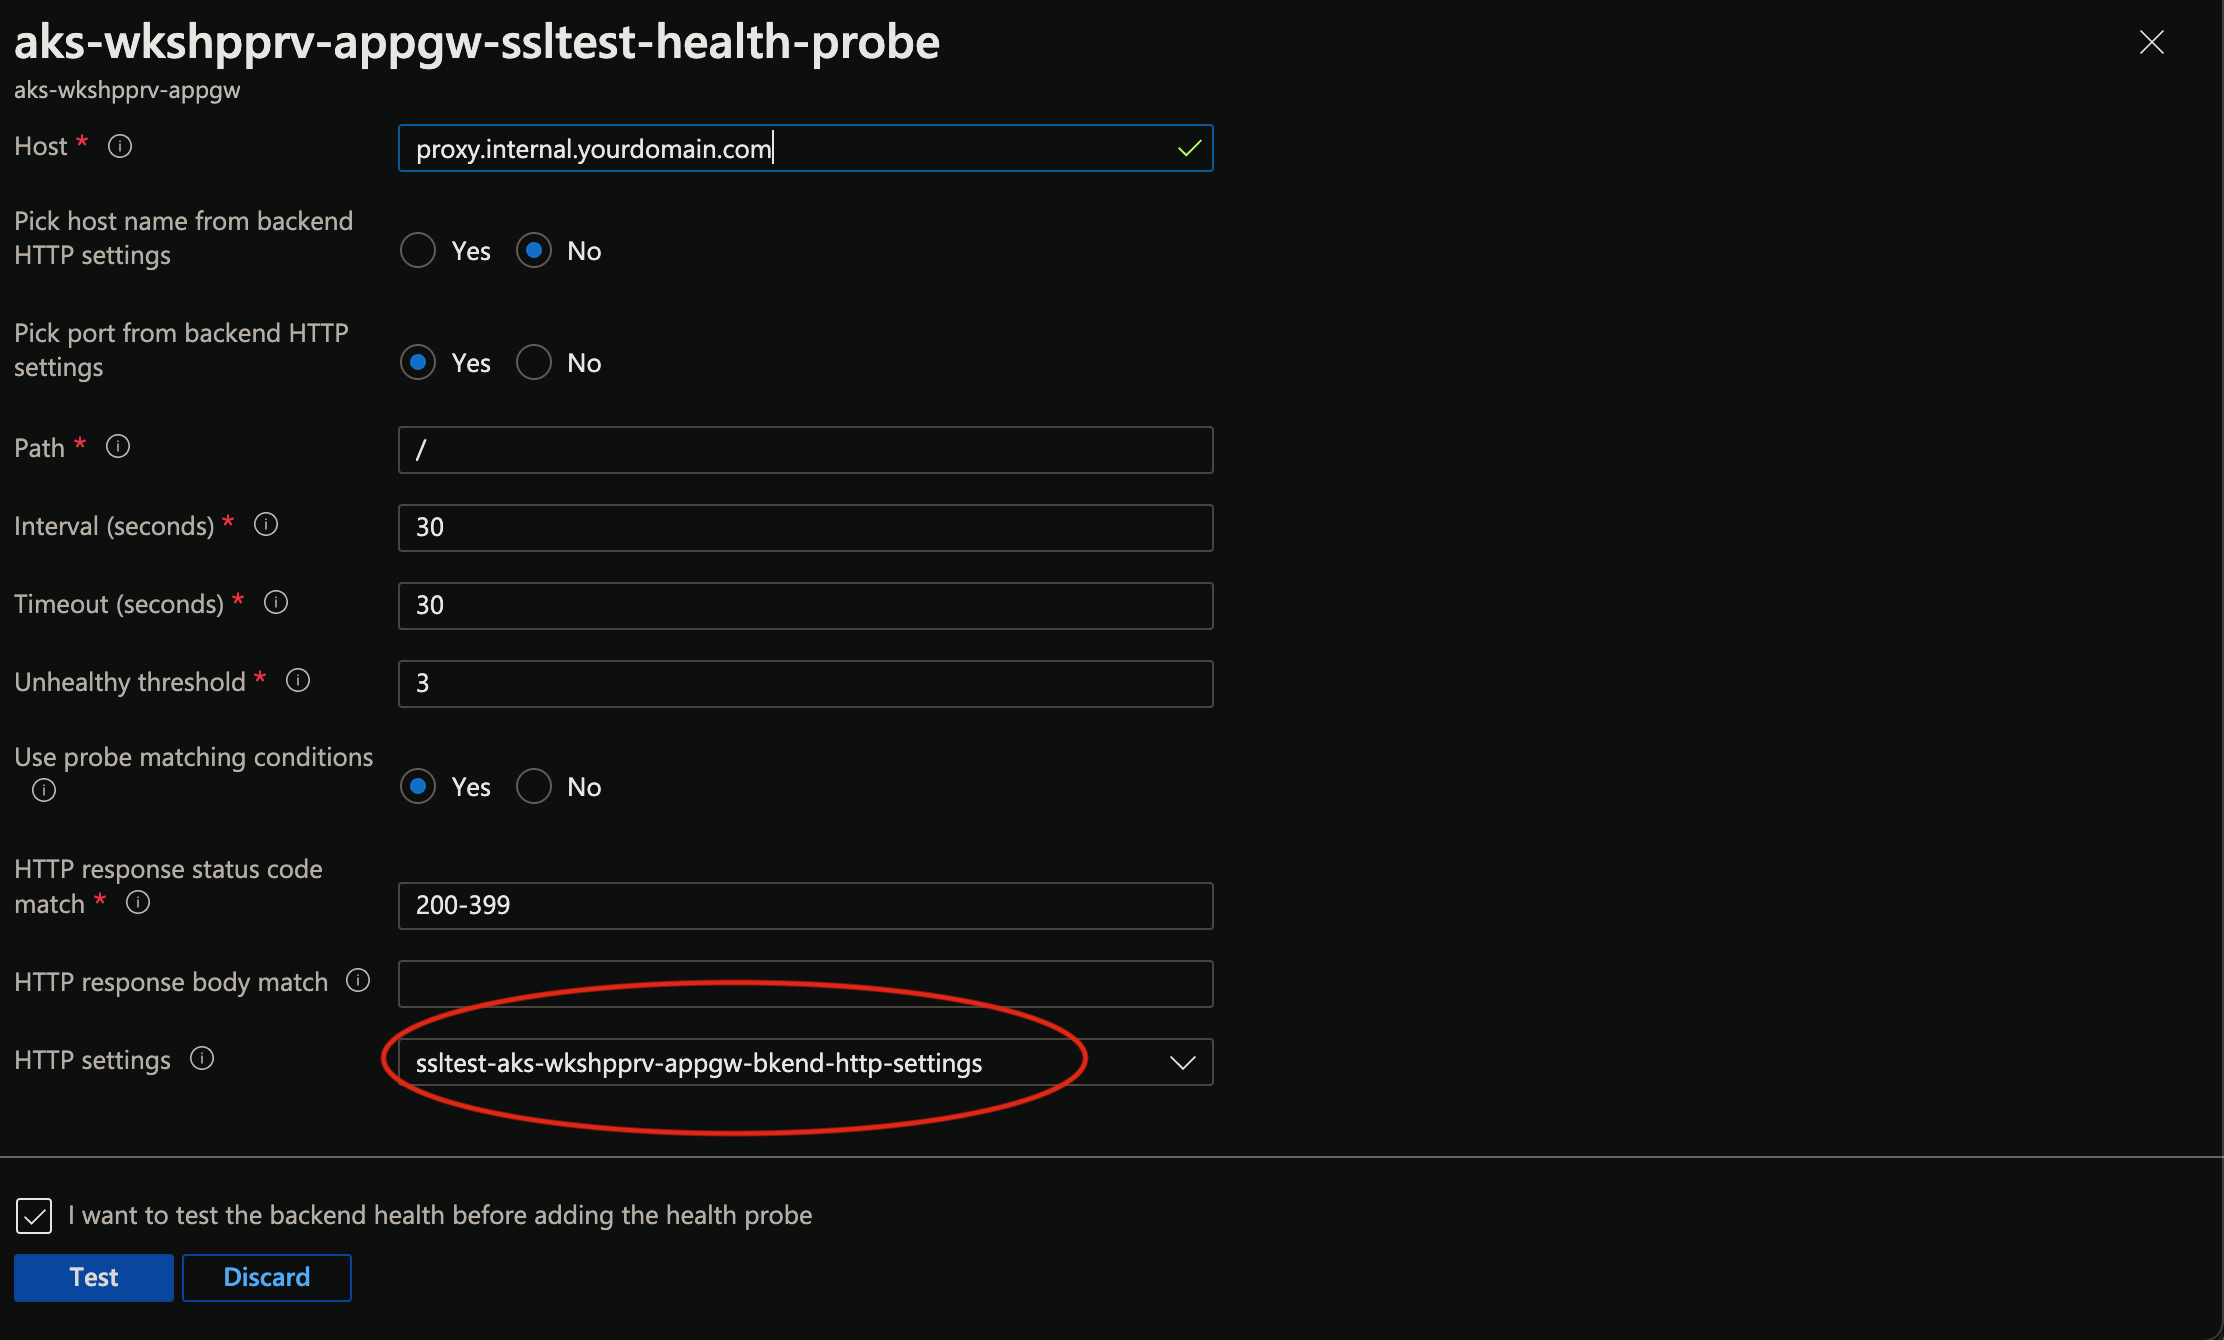 aks-wkshpprv-appgw-ssltest-health-probe
aks-wkshpprv-appgw
Host *
proxy.internal.yourdomain.com
Pick host name from backend
HTTP settings
Yes No
Pick port from backend HTTP
settings
Yes No
Path *
/
Interval (seconds) *
30
Timeout (seconds) *
30
Unhealthy threshold *
3
Use probe matching conditions
Yes No
HTTP response status code
match *
200-399
HTTP response body match
HTTP settings
ssltest-aks-wkshpprv-appgw-bkend-http-settings
I want to test the backend health before adding the health probe
Test Discard